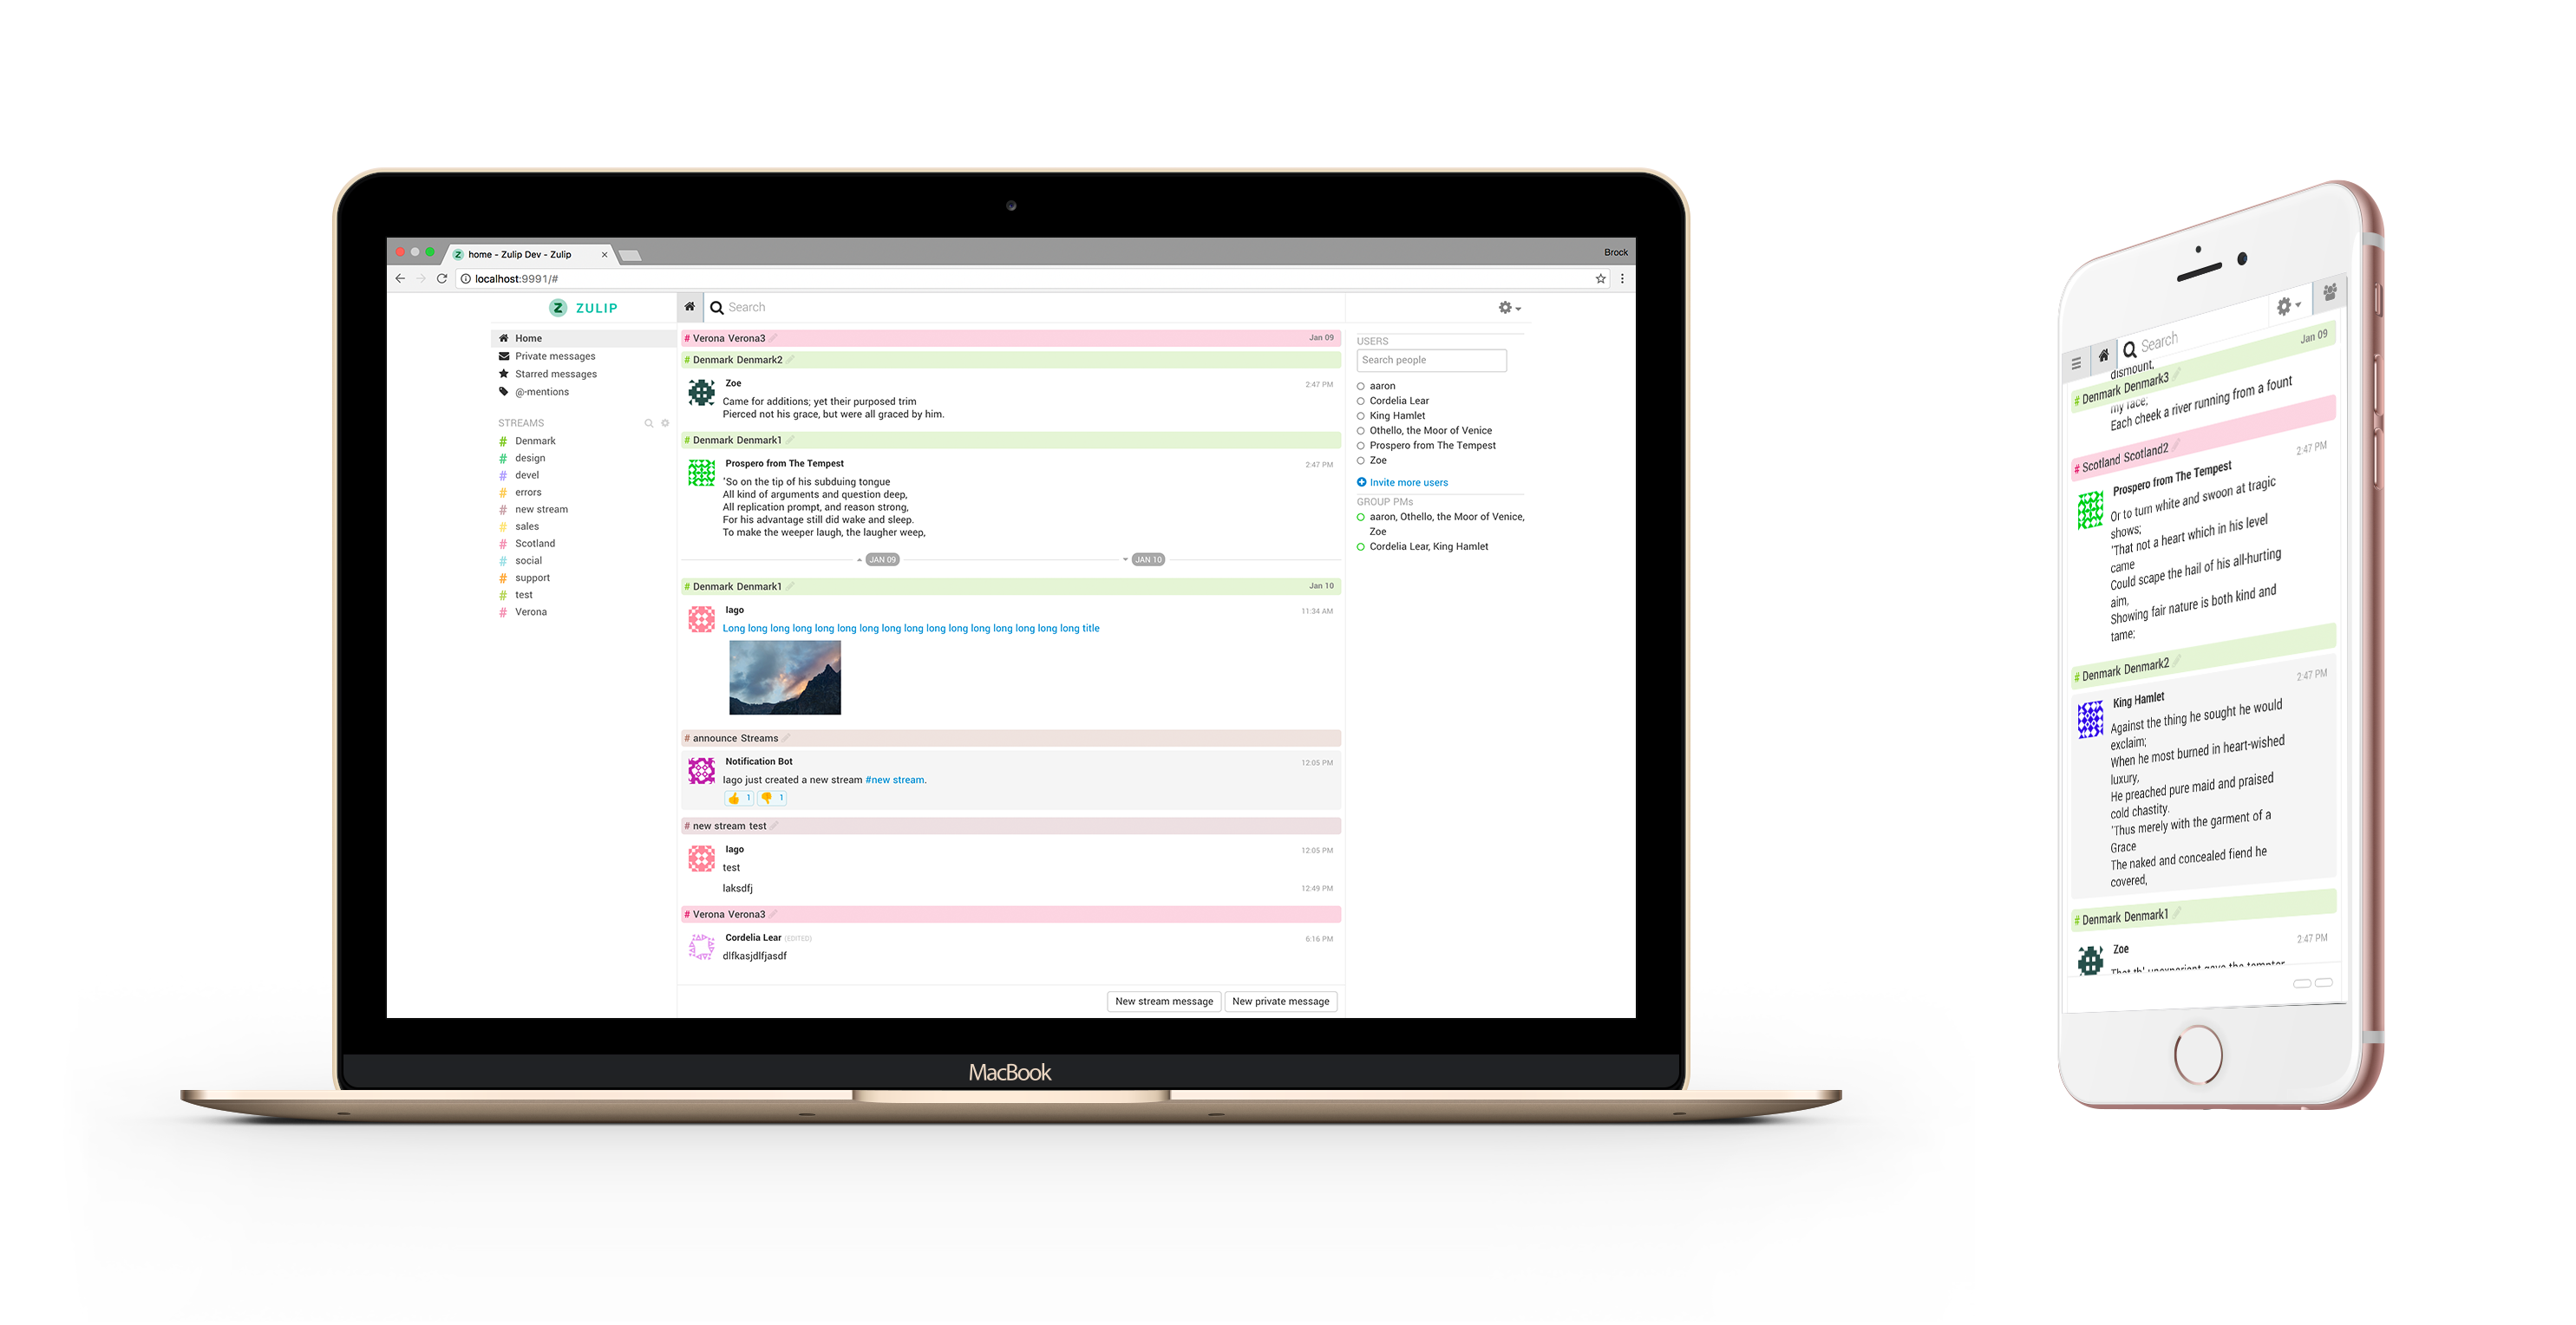 home - Zulip Dev - Zulip
Brock
localhost:9991/#
ZULIP
Search
Home
Private messages
Starred messages
@-mentions
STREAMS
# Denmark
# design
# devel
# errors
# new stream
# sales
# Scotland
# social
# support
# test
# Verona
# Verona Verona3
Jan 09
# Denmark Denmark2
Zoe
2:47 PM
Came for additions; yet their purposed trim
Pierced not his grace, but were all graced by him.
# Denmark Denmark1
Prospero from The Tempest
2:47 PM
'So on the tip of his subduing tongue
All kind of arguments and question deep,
All replication prompt, and reason strong,
For his advantage still did wake and sleep.
To make the weeper laugh, the laugher weep,
JAN 09
JAN 10
# Denmark Denmark1
Jan 10
Iago
11:34 AM
Long long long long long long long long long long long long long long long long title
# announce Streams
Notification Bot
12:05 PM
Iago just created a new stream #new stream.
1
1
# new stream test
Iago
12:05 PM
test
laksdfj
12:49 PM
# Verona Verona3
Cordelia Lear (EDITED)
6:16 PM
dlfkasjdlfjasdf
New stream message
New private message
USERS
Search people
aaron
Cordelia Lear
King Hamlet
Othello, the Moor of Venice
Prospero from The Tempest
Zoe
Invite more users
GROUP PMs
aaron, Othello, the Moor of Venice,
Zoe
Cordelia Lear, King Hamlet
MacBook
Search
dismount,
# Denmark Denmark3
Jan 09
my face;
Each cheek a river running from a fount
# Scotland Scotland2
Prospero from The Tempest
2:47 PM
Or to turn white and swoon at tragic
shows;
'That not a heart which in his level
came
Could scape the hail of his all-hurting
aim,
Showing fair nature is both kind and
tame;
# Denmark Denmark2
King Hamlet
2:47 PM
Against the thing he sought he would
exclaim;
When he most burned in heart-wished
luxury,
He preached pure maid and praised
cold chastity.
'Thus merely with the garment of a
Grace
The naked and concealed fiend he
covered,
# Denmark Denmark1
Zoe
2:47 PM
That th' unexperient gave the tempter